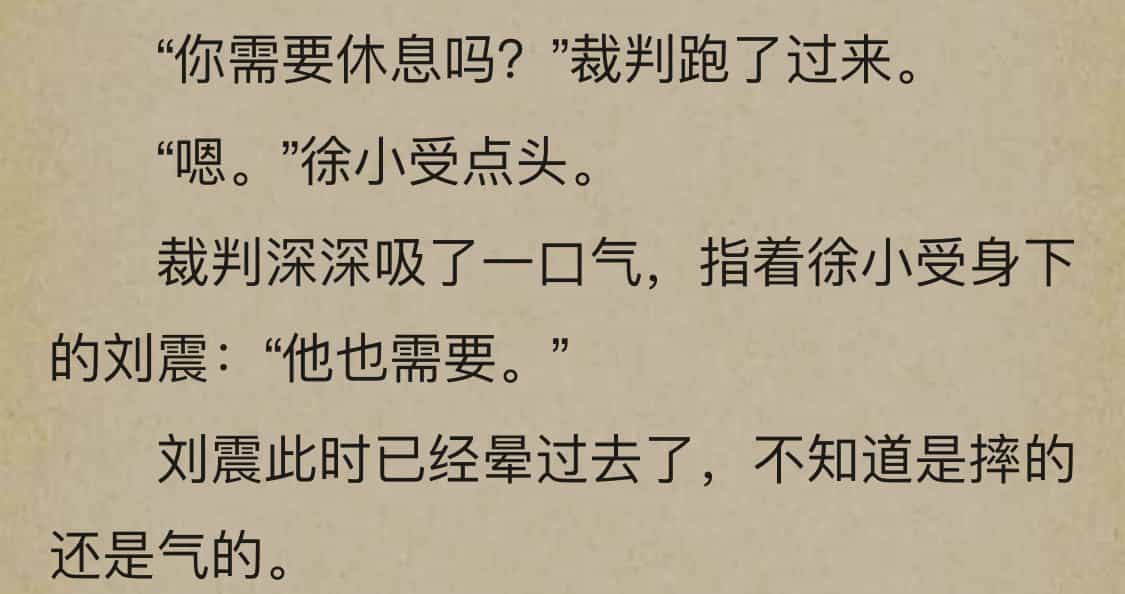 “你需要休息吗？”裁判跑了过来。
“嗯。”徐小受点头。
裁判深深吸了一口气，指着徐小受身下
的刘震：“他也需要。”
刘震此时已经晕过去了，不知道是摔的
还是气的。